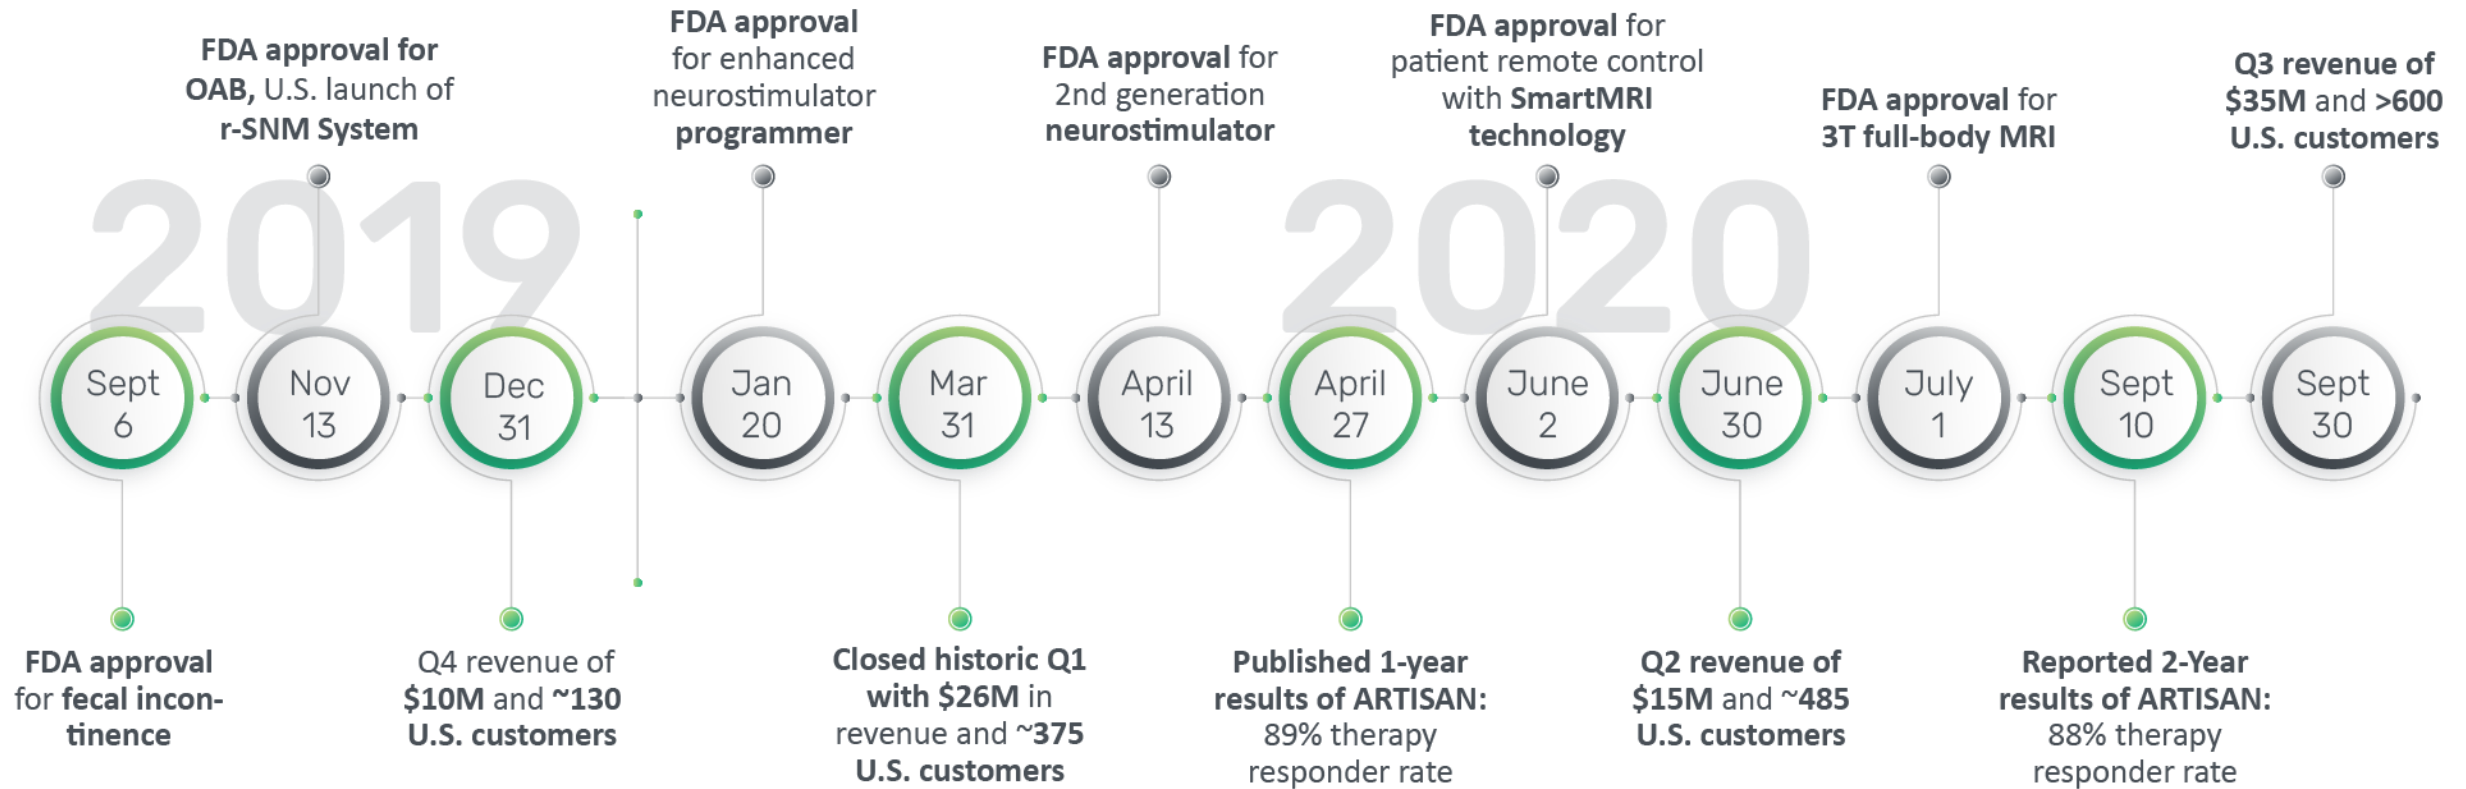 FDA approval for
OAB, U.S. launch of
r-SNM System
FDA approval
for enhanced
neurostimulator
programmer
FDA approval for
2nd generation
neurostimulator
FDA approval for
patient remote control
with SmartMRI
technology
FDA approval for
3T full-body MRI
Q3 revenue of
$35M and >600
U.S. customers
2019
2020
Sept
6
Nov
13
Dec
31
Jan
20
Mar
31
April
13
April
27
June
2
June
30
July
1
Sept
10
Sept
30
FDA approval
for fecal incon-
tinence
Q4 revenue of
$10M and ~130
U.S. customers
Closed historic Q1
with $26M in
revenue and ~375
U.S. customers
Published 1-year
results of ARTISAN:
89% therapy
responder rate
Q2 revenue of
$15M and ~485
U.S. customers
Reported 2-Year
results of ARTISAN:
88% therapy
responder rate